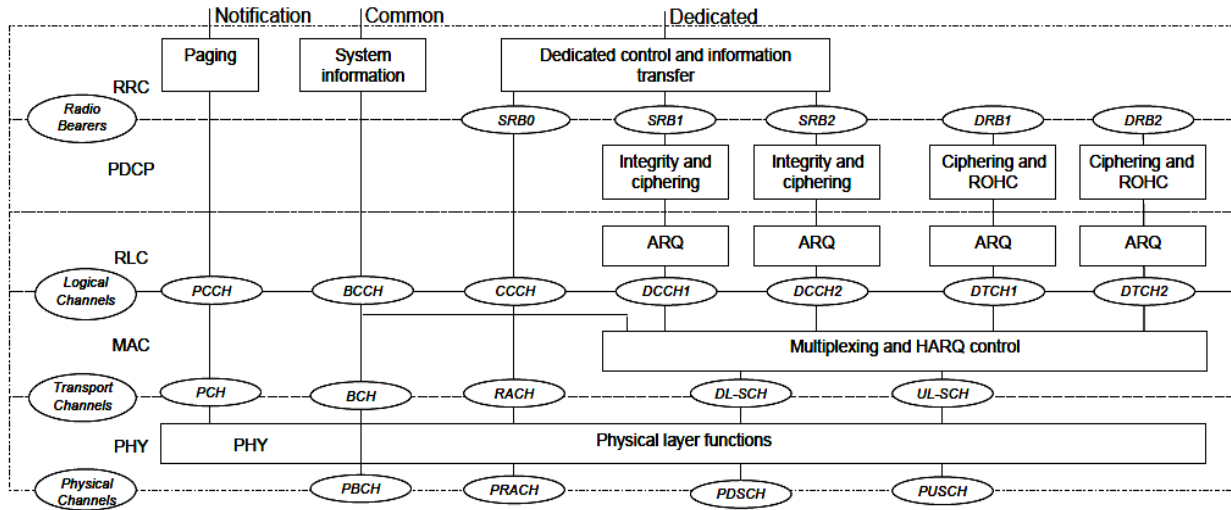 Notification
Common
Dedicated
Paging
System
information
Dedicated control and information
transfer
RRC
Radio
Bearers
SRB0
SRB1
SRB2
DRB1
DRB2
PDCP
Integrity and
ciphering
Integrity and
ciphering
Ciphering and
ROHC
Ciphering and
ROHC
RLC
ARQ
ARQ
ARQ
ARQ
Logical
Channels
PCCH
BCCH
CCCH
DCCH1
DCCH2
DTCH1
DTCH2
MAC
Multiplexing and HARQ control
Transport
Channels
PCH
BCH
RACH
DL-SCH
UL-SCH
PHY
PHY
Physical layer functions
Physical
Channels
PBCH
PRACH
PDSCH
PUSCH